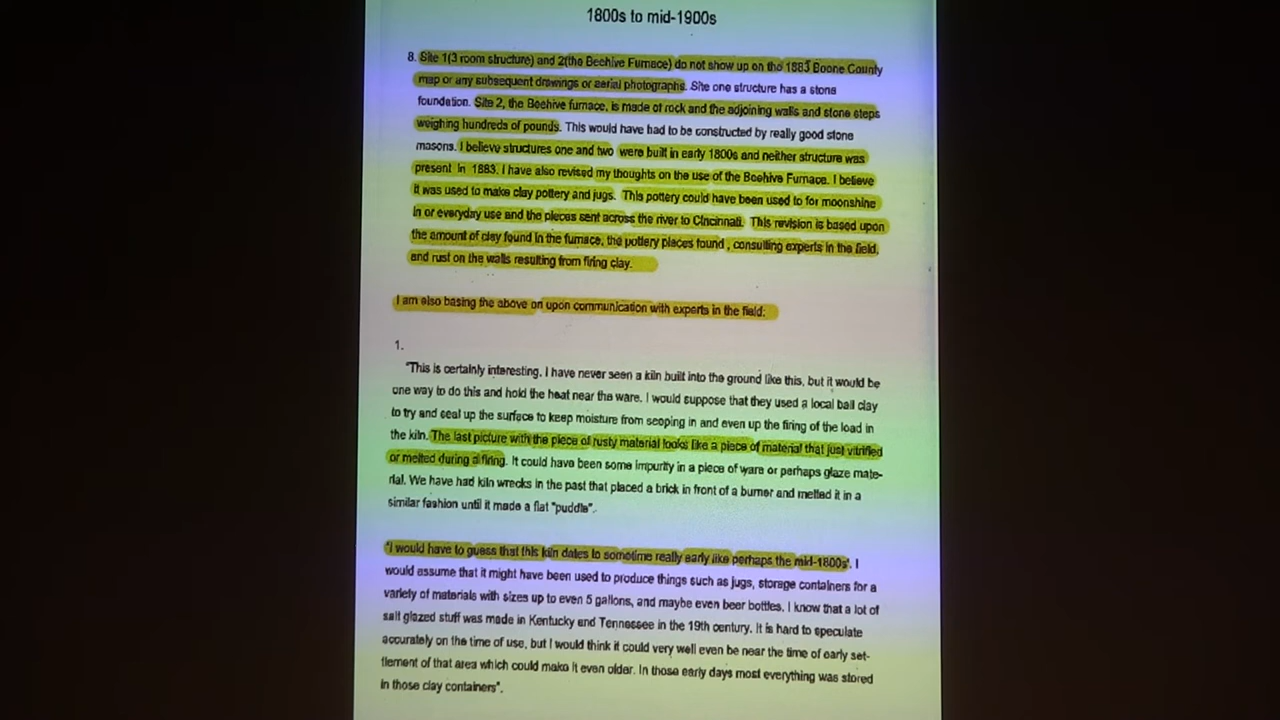 1800s to mid-1900s
8. Site 1(3 room structure) and 2(the Beehive Furnace) do not show up on the 1883 Boone County
map or any subsequent drawings or aerial photographs. Site one structure has a stone
foundation. Site 2, the Beehive furnace, is made of rock and the adjoining walls and stone steps
weighing hundreds of pounds. This would have had to be constructed by really good stone
masons. I believe structures one and two were built in early 1800s and neither structure was
present in 1883. I have also revised my thoughts on the use of the Beehive Furnace. I believe
it was used to make clay pottery and jugs. This pottery could have been used to for moonshine
in or everyday use and the pieces sent across the river to Cincinnati. This revision is based upon
the amount of clay found in the furnace, the pottery places found , consulting experts in the field,
and rust on the walls resulting from firing clay.
I am also basing the above on upon communication with experts in the field:
1.
"This is certainly interesting. I have never seen a kiln built into the ground like this, but it would be
one way to do this and hold the heat near the ware. I would suppose that they used a local ball clay
to try and seal up the surface to keep moisture from seeping in and even up the firing of the load in
the kiln. The last picture with the piece of rusty material looks like a piece of material that just vitrified
or melted during a firing. It could have been some impurity in a piece of ware or perhaps glaze mate-
rial. We have had kiln wrecks in the past that placed a brick in front of a burner and melted it in a
similar fashion until it made a flat "puddle".
"I would have to guess that this kiln dates to sometime really early like perhaps the mid-1800s'. I
would assume that it might have been used to produce things such as jugs, storage containers for a
variety of materials with sizes up to even 5 gallons, and maybe even beer bottles. I know that a lot of
salt glazed stuff was made in Kentucky and Tennessee in the 19th century. It is hard to speculate
accurately on the time of use, but I would think it could very well even be near the time of early set-
tlement of that area which could make it even older. In those early days most everything was stored
in those clay containers".